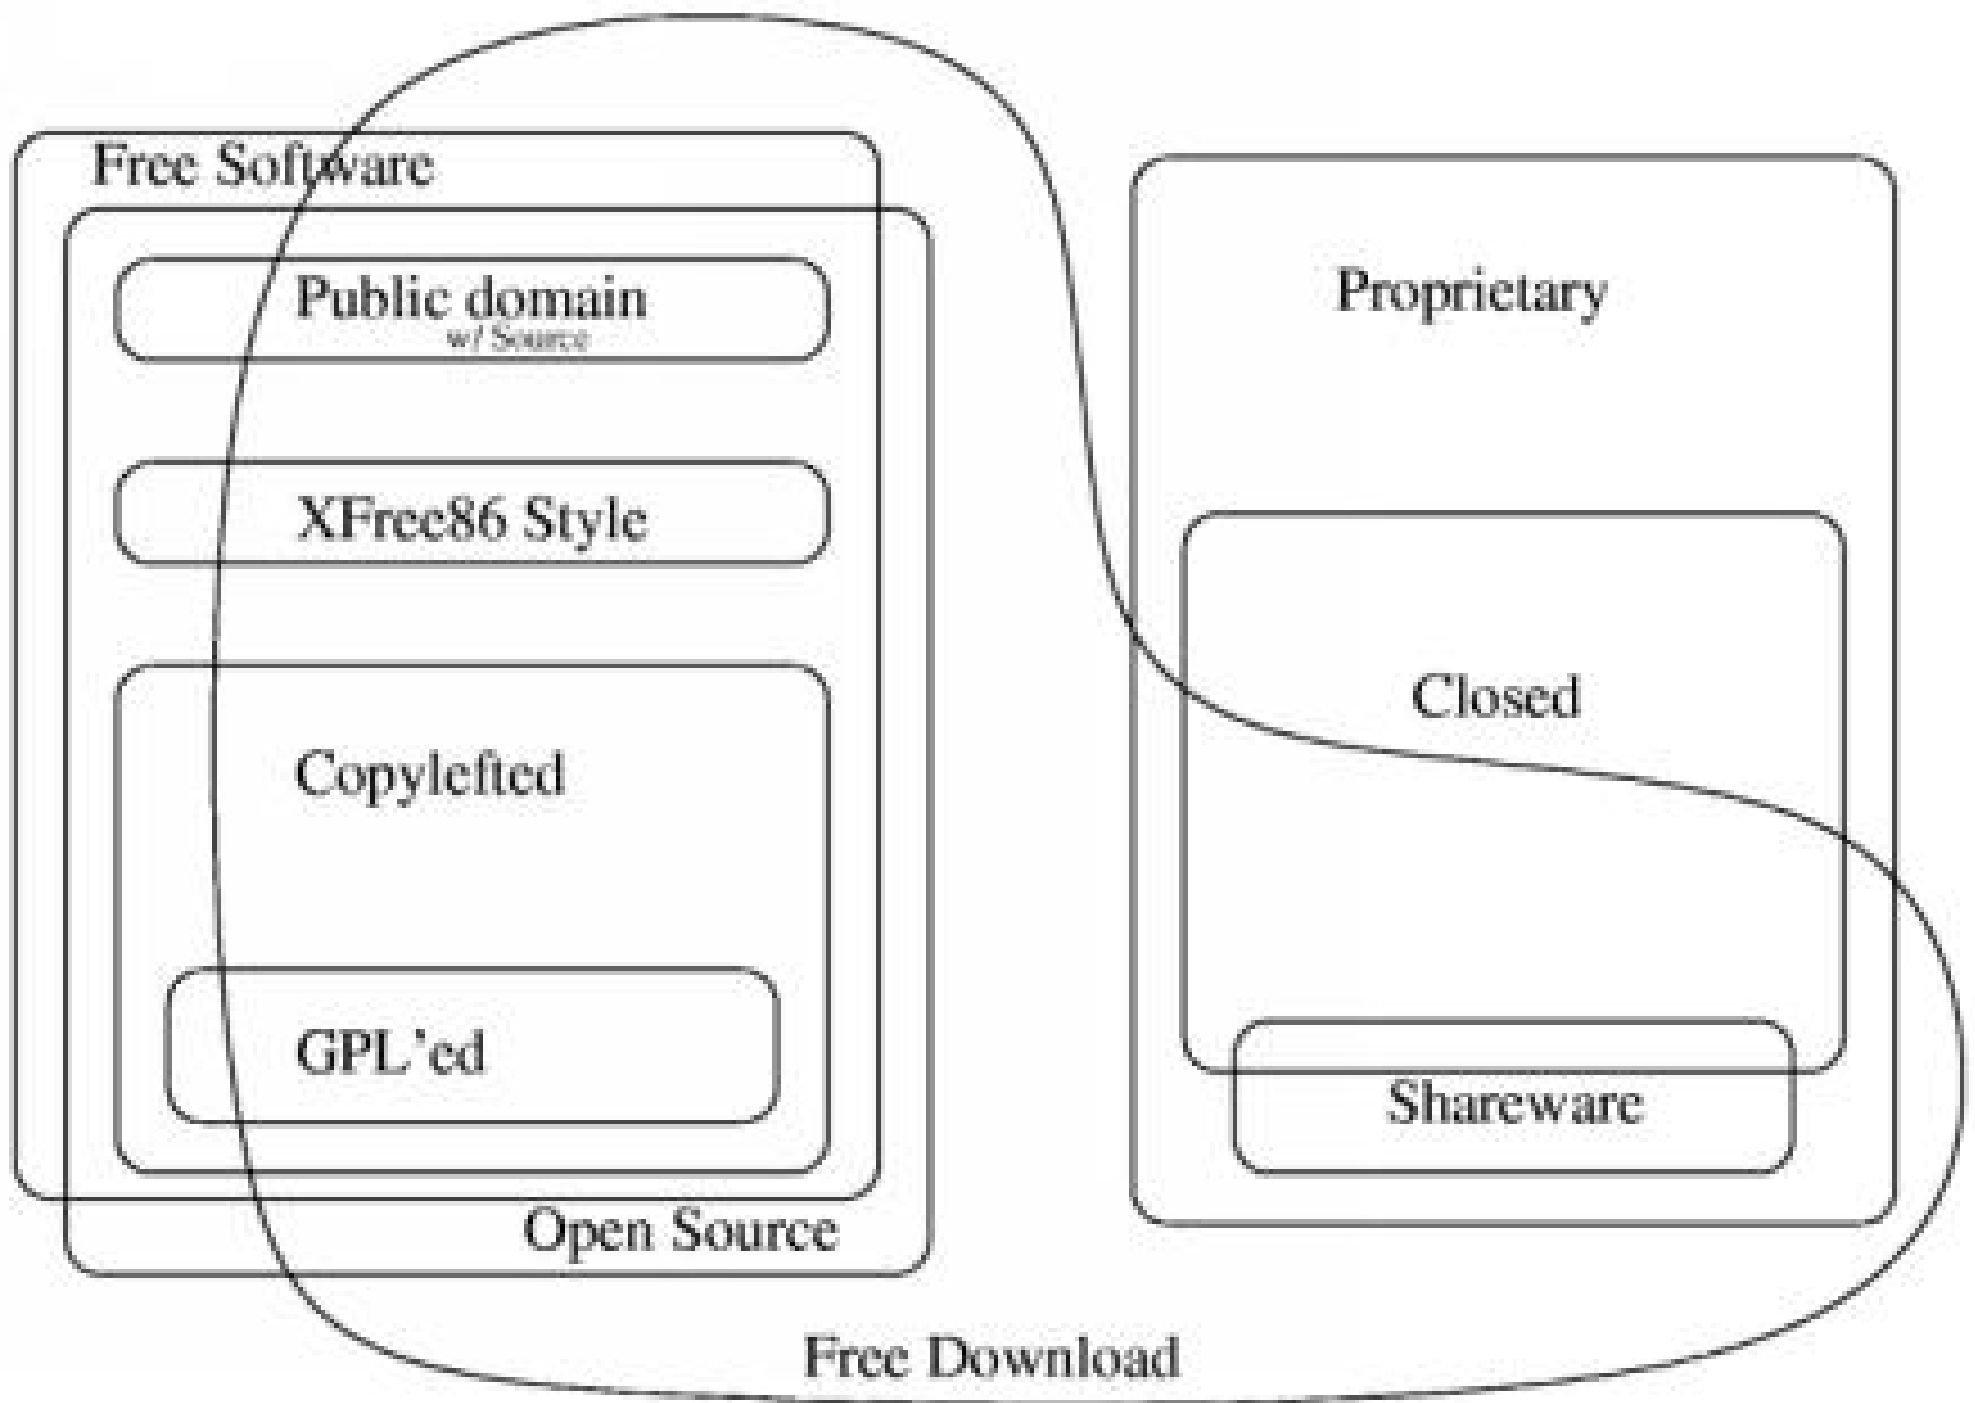 Free Software
Public domain
w/ Source
XFree86 Style
Copylefted
GPL'ed
Open Source
Proprietary
Closed
Shareware
Free Download